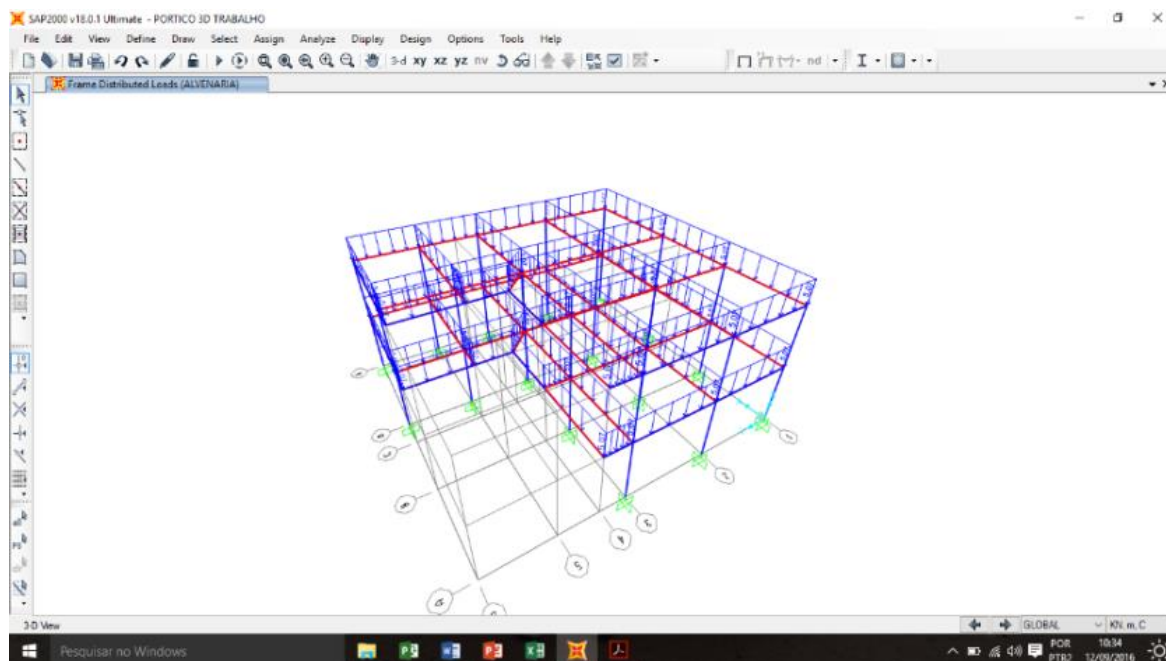 SAP2000 v18.0.1 Ultimate - PORTICO 3D TRABALHO
File Edit View Define Draw Select Assign Analyze Display Design Options Tools Help
3-d xy xz yz nv
nd
Frame Distributed Loads (ALVENARIA)
3-D View
GLOBAL
KN, m, C
Pesquisar no Windows
POR
10:34
PTB2
12/09/2016